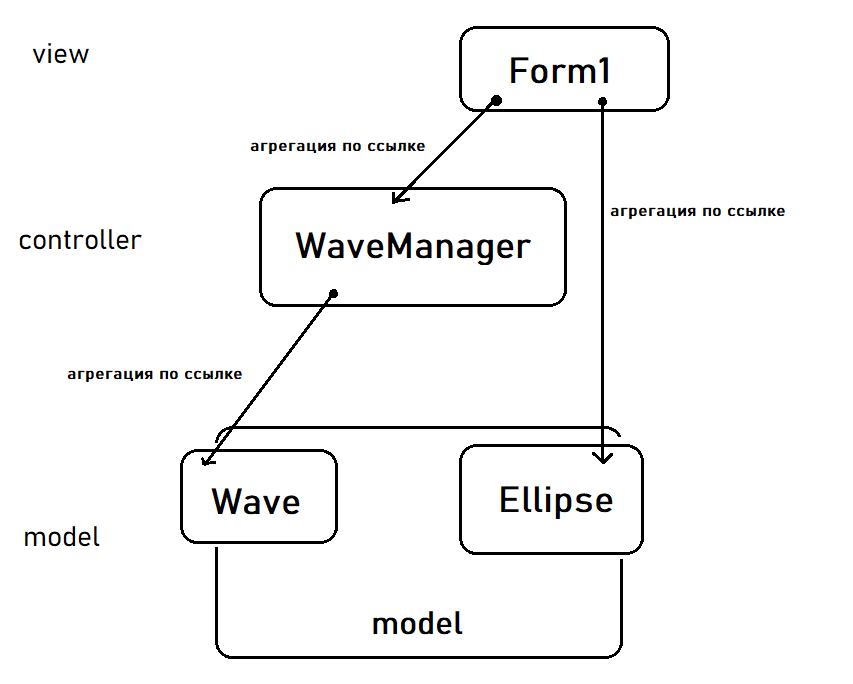 view
Form1
агрегация по ссылке
агрегация по ссылке
controller
WaveManager
агрегация по ссылке
Wave
Ellipse
model
model